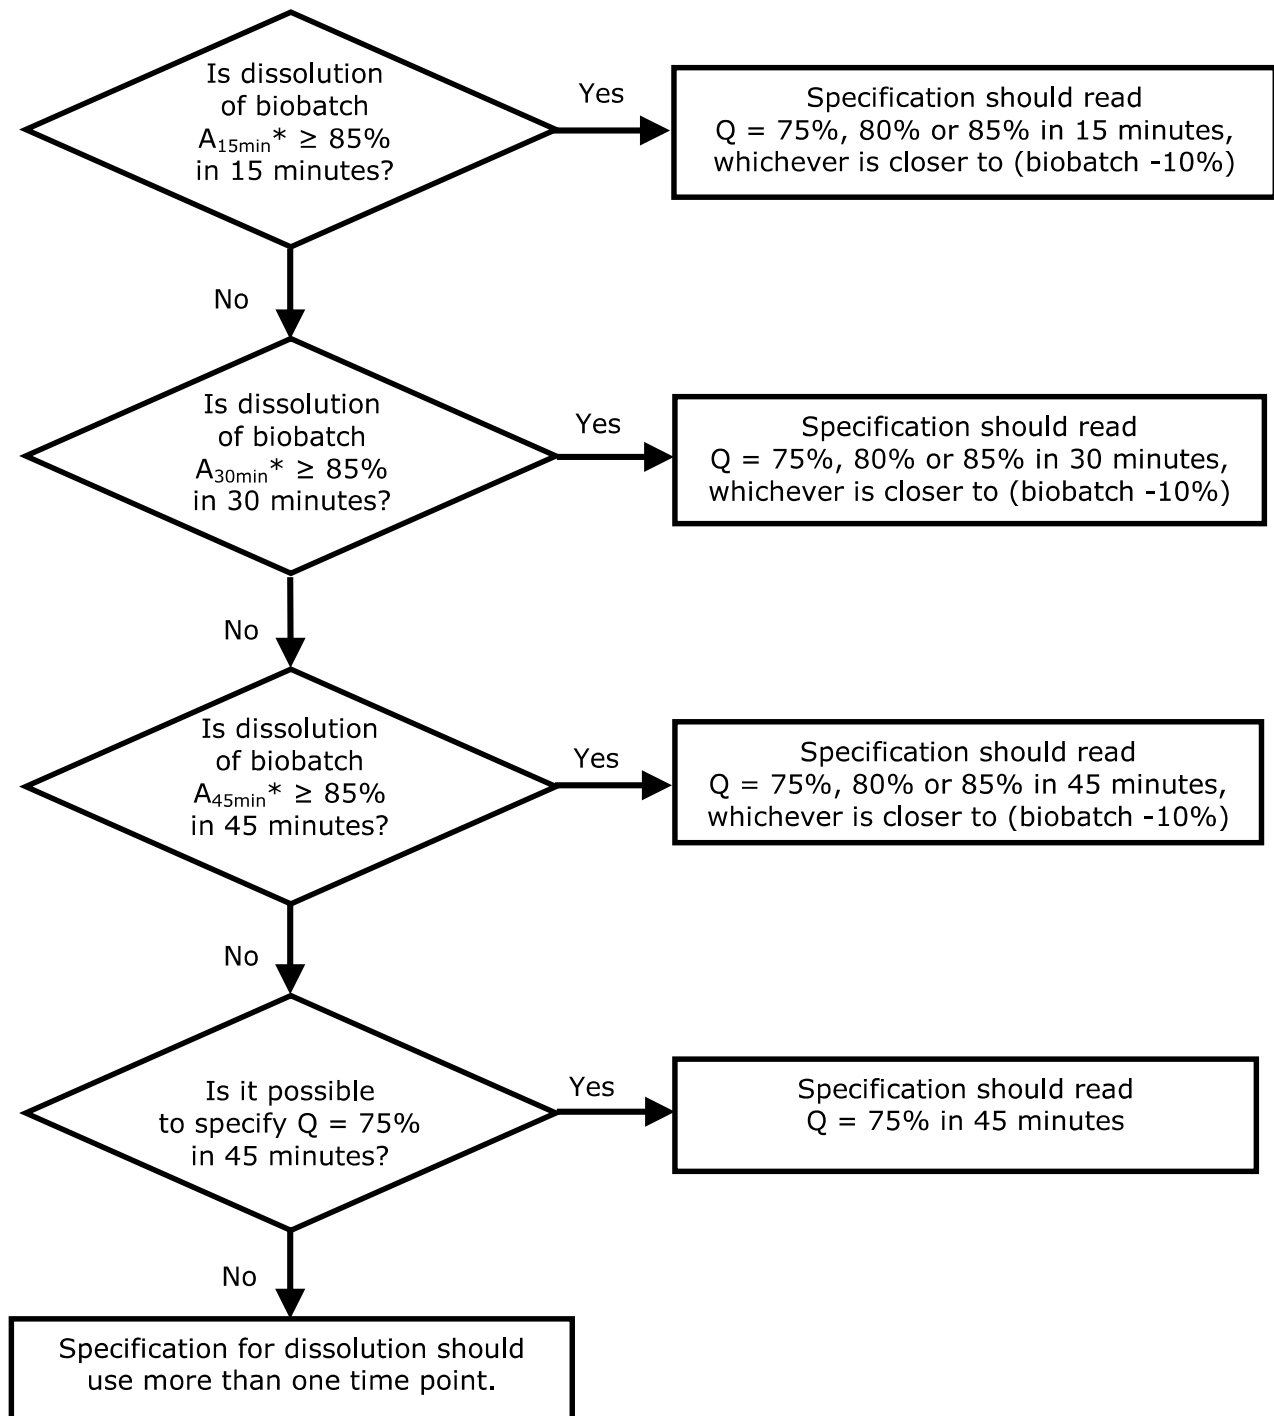 Is dissolution
of biobatch
A15min* ≥ 85%
in 15 minutes?
Yes
Specification should read
Q = 75%, 80% or 85% in 15 minutes,
whichever is closer to (biobatch -10%)
No
Is dissolution
of biobatch
A30min* ≥ 85%
in 30 minutes?
Yes
Specification should read
Q = 75%, 80% or 85% in 30 minutes,
whichever is closer to (biobatch -10%)
No
Is dissolution
of biobatch
A45min* ≥ 85%
in 45 minutes?
Yes
Specification should read
Q = 75%, 80% or 85% in 45 minutes,
whichever is closer to (biobatch -10%)
No
Is it possible
to specify Q = 75%
in 45 minutes?
Yes
Specification should read
Q = 75% in 45 minutes
No
Specification for dissolution should
use more than one time point.